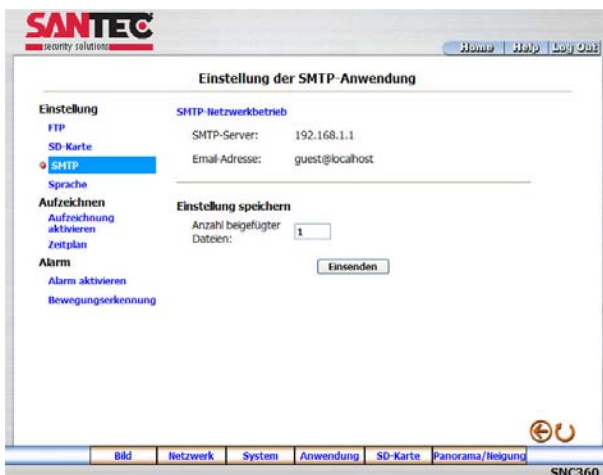 SANTEC
security solutions
Home Help Log Out
Einstellung der SMTP-Anwendung
Einstellung
FTP
SD-Karte
SMTP
Sprache
Aufzeichnen
Aufzeichnung
aktivieren
Zeitplan
Alarm
Alarm aktivieren
Bewegungserkennung
SMTP-Netzwerkbetrieb
SMTP-Server: 192.168.1.1
Email-Adresse: guest@localhost
Einstellung speichern
Anzahl beigefügter
Dateien: 1
Einsenden
Bild Netzwerk System Anwendung SD-Karte Panorama/Neigung
SNC360